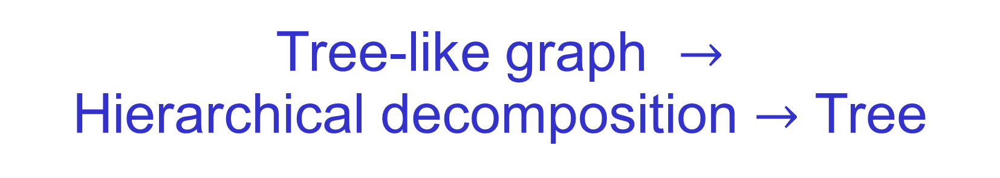 Tree-like graph →
Hierarchical decomposition → Tree